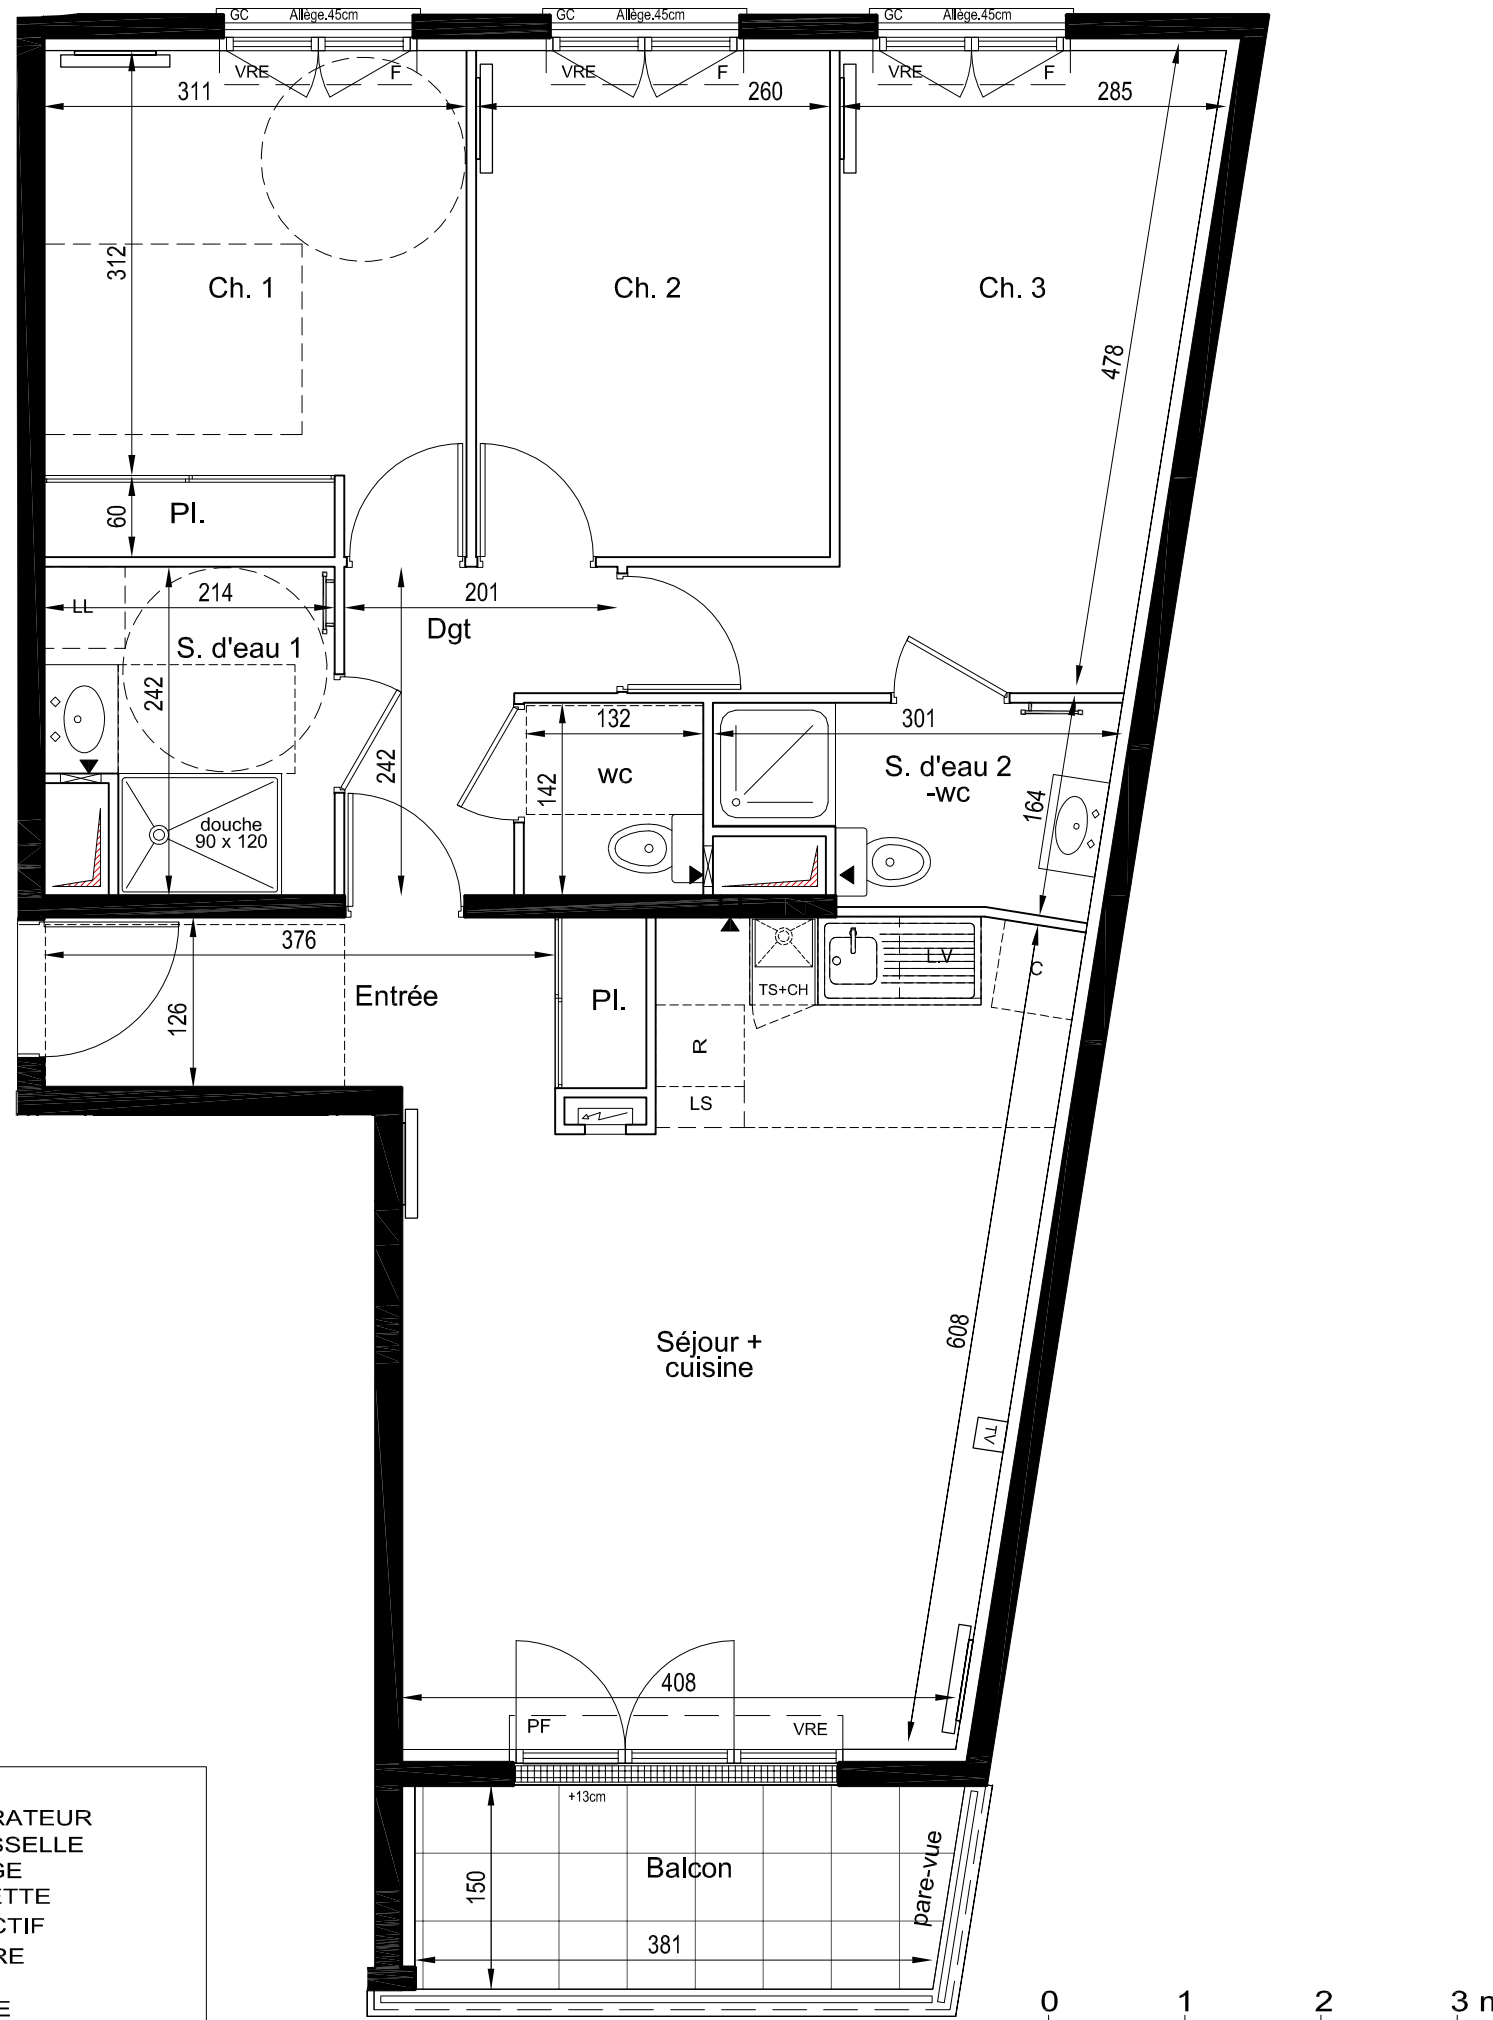 GC Allège.45cm GC Allège.45cm GC Allège.45cm
VRE F VRE F VRE F
311 260 285
312
Ch. 1 Ch. 2 Ch. 3
478
60
Pl.
LL 214 201
Dgt
S. d'eau 1
242
242
132 301
wc
142
S. d'eau 2
-wc
164
douche
90 x 120
376
Entrée
126
Pl.
TS+CH
L.V
C
R
LS
Séjour +
cuisine
608
TV
408
PF VRE
+13cm
Balcon
pare-vue
150
381
RATEUR
SSELLE
GE
ETTE
CTIF
RE
E
0 1 2 3 m